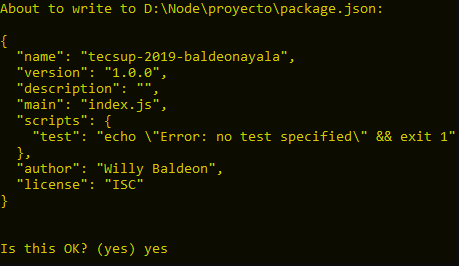 About to write to D:\Node\proyecto\package.json:
{
  "name": "tecsup-2019-baldeonayala",
  "version": "1.0.0",
  "description": "",
  "main": "index.js",
  "scripts": {
    "test": "echo \"Error: no test specified\" && exit 1"
  },
  "author": "Willy Baldeon",
  "license": "ISC"
}
Is this OK? (yes) yes